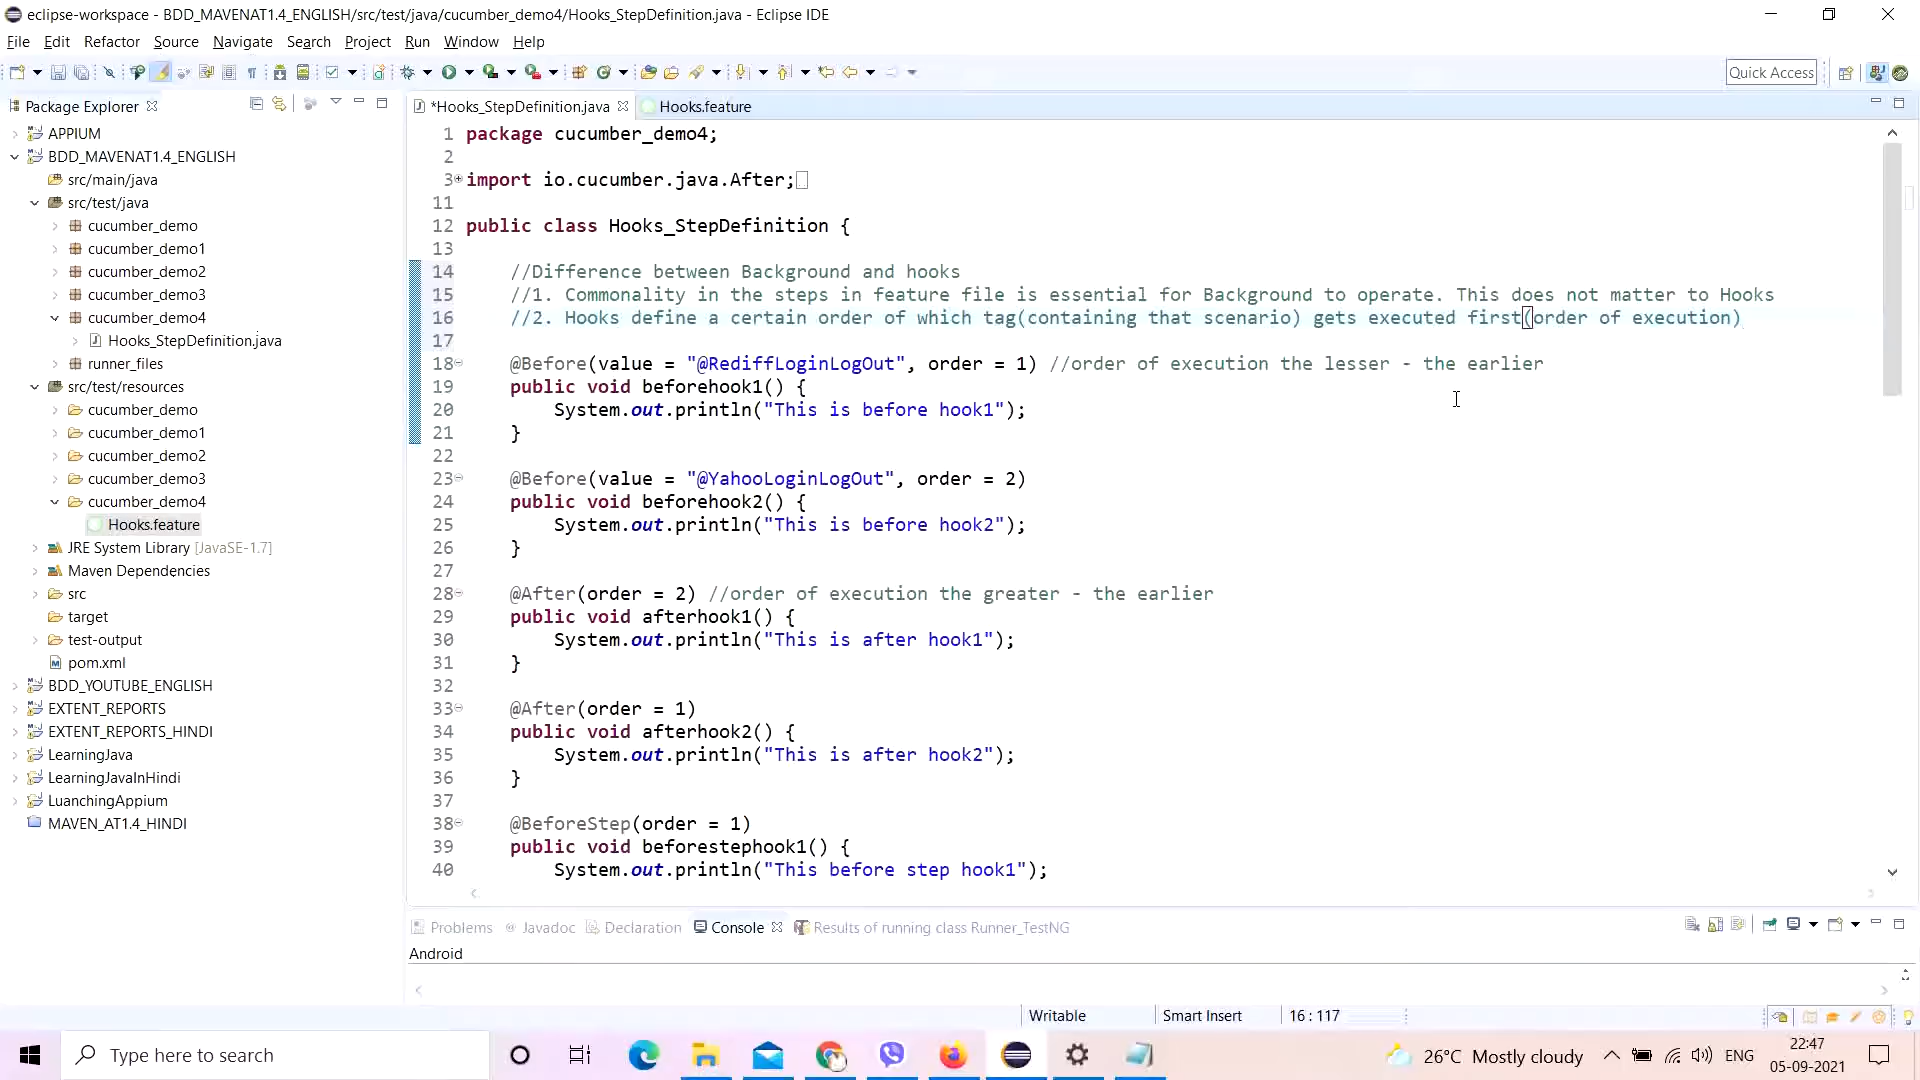 eclipse-workspace - BDD_MAVENAT1.4_ENGLISH/src/test/java/cucumber_demo4/Hooks_StepDefinition.java - Eclipse IDE
File Edit Refactor Source Navigate Search Project Run Window Help
Quick Access
Package Explorer
*Hooks_StepDefinition.java
Hooks.feature
APPIUM
BDD_MAVENAT1.4_ENGLISH
src/main/java
src/test/java
cucumber_demo
cucumber_demo1
cucumber_demo2
cucumber_demo3
cucumber_demo4
Hooks_StepDefinition.java
runner_files
src/test/resources
cucumber_demo
cucumber_demo1
cucumber_demo2
cucumber_demo3
cucumber_demo4
Hooks.feature
JRE System Library [JavaSE-1.7]
Maven Dependencies
src
target
test-output
pom.xml
BDD_YOUTUBE_ENGLISH
EXTENT_REPORTS
EXTENT_REPORTS_HINDI
LearningJava
LearningJavaInHindi
LuanchingAppium
MAVEN_AT1.4_HINDI
1 package cucumber_demo4;
2
3 import io.cucumber.java.After;
11
12 public class Hooks_StepDefinition {
13
14 //Difference between Background and hooks
15 //1. Commonality in the steps in feature file is essential for Background to operate. This does not matter to Hooks
16 //2. Hooks define a certain order of which tag(containing that scenario) gets executed first(order of execution)
17
18 @Before(value = "@RediffLoginLogOut", order = 1) //order of execution the lesser - the earlier
19 public void beforehook1() {
20 System.out.println("This is before hook1");
21 }
22
23 @Before(value = "@YahooLoginLogOut", order = 2)
24 public void beforehook2() {
25 System.out.println("This is before hook2");
26 }
27
28 @After(order = 2) //order of execution the greater - the earlier
29 public void afterhook1() {
30 System.out.println("This is after hook1");
31 }
32
33 @After(order = 1)
34 public void afterhook2() {
35 System.out.println("This is after hook2");
36 }
37
38 @BeforeStep(order = 1)
39 public void beforestephook1() {
40 System.out.println("This before step hook1");
Problems Javadoc Declaration Console Results of running class Runner_TestNG
Android
Writable Smart Insert 16 : 117
Type here to search
26°C Mostly cloudy
ENG
22:47
05-09-2021